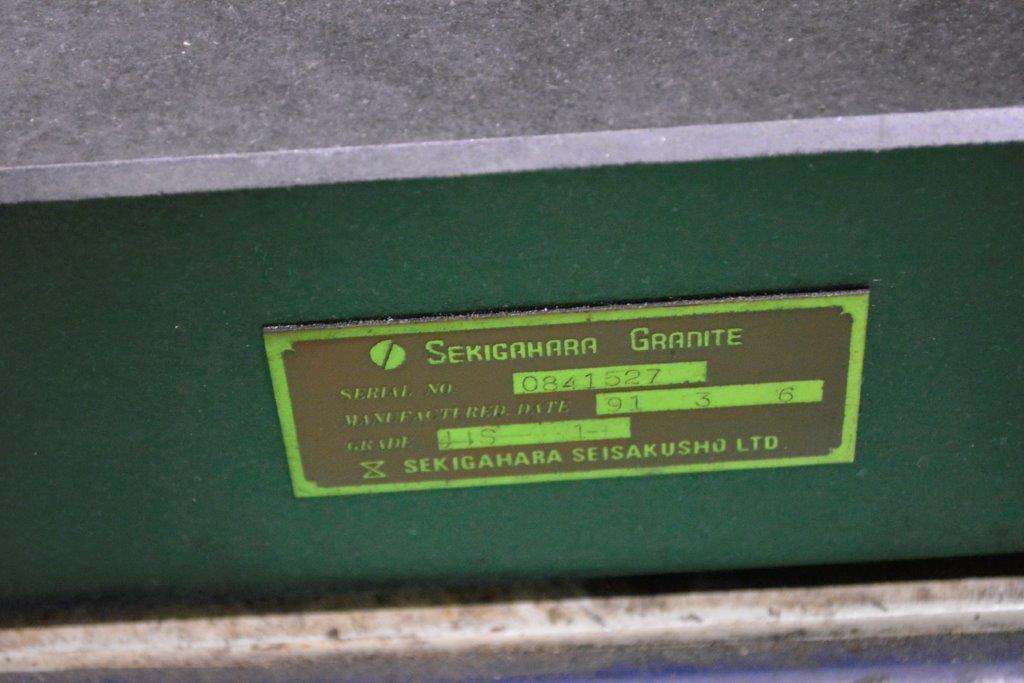 SEKIGAHARA GRANITE
SERIAL NO 0841527
MANUFACTURED. DATE 91 3 6
GRADE JIS 1
SEKIGAHARA SEISAKUSHO LTD.